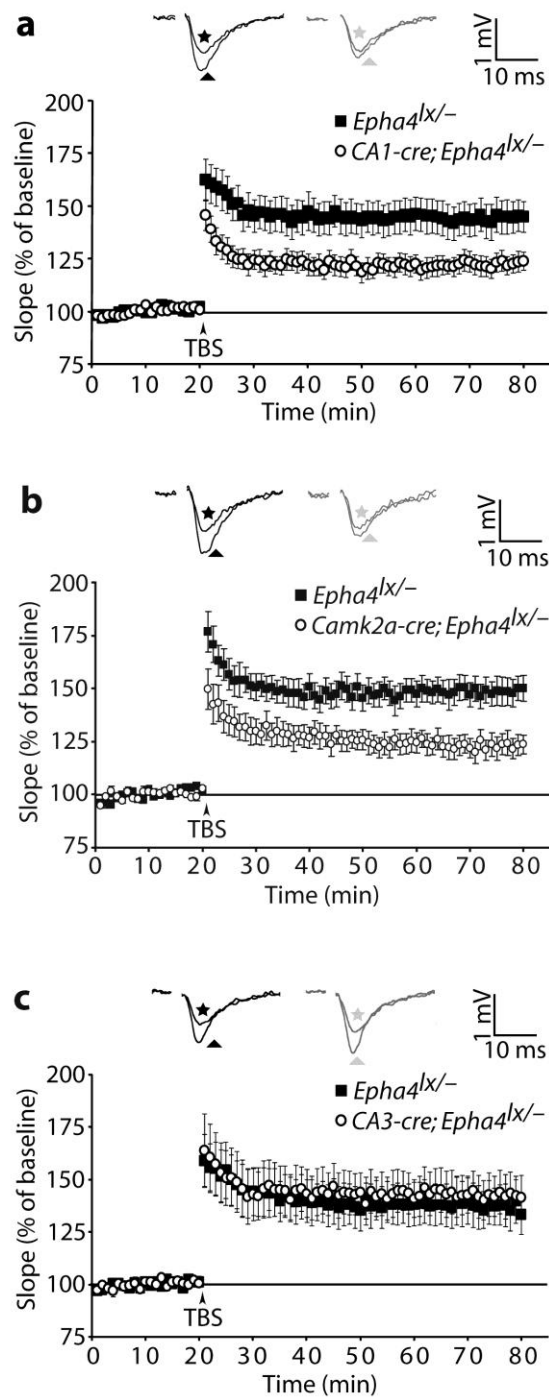 a
1 mV
10 ms
200
175
150
125
100
75
Slope (% of baseline)
Epha4lx/–
CA1-cre; Epha4lx/–
TBS
0 10 20 30 40 50 60 70 80
Time (min)
b
1 mV
10 ms
200
175
150
125
100
75
Slope (% of baseline)
Epha4lx/–
Camk2a-cre; Epha4lx/–
TBS
0 10 20 30 40 50 60 70 80
Time (min)
c
1 mV
10 ms
200
175
150
125
100
75
Slope (% of baseline)
Epha4lx/–
CA3-cre; Epha4lx/–
TBS
0 10 20 30 40 50 60 70 80
Time (min)